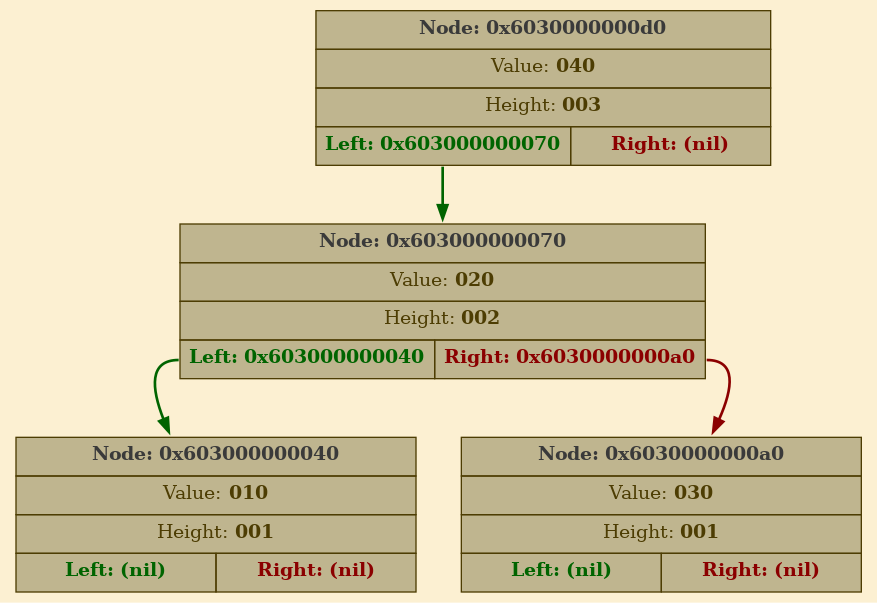 Node: 0x6030000000d0
Value: 040
Height: 003
Left: 0x603000000070 Right: (nil)
Node: 0x603000000070
Value: 020
Height: 002
Left: 0x603000000040 Right: 0x6030000000a0
Node: 0x603000000040
Value: 010
Height: 001
Left: (nil) Right: (nil)
Node: 0x6030000000a0
Value: 030
Height: 001
Left: (nil) Right: (nil)